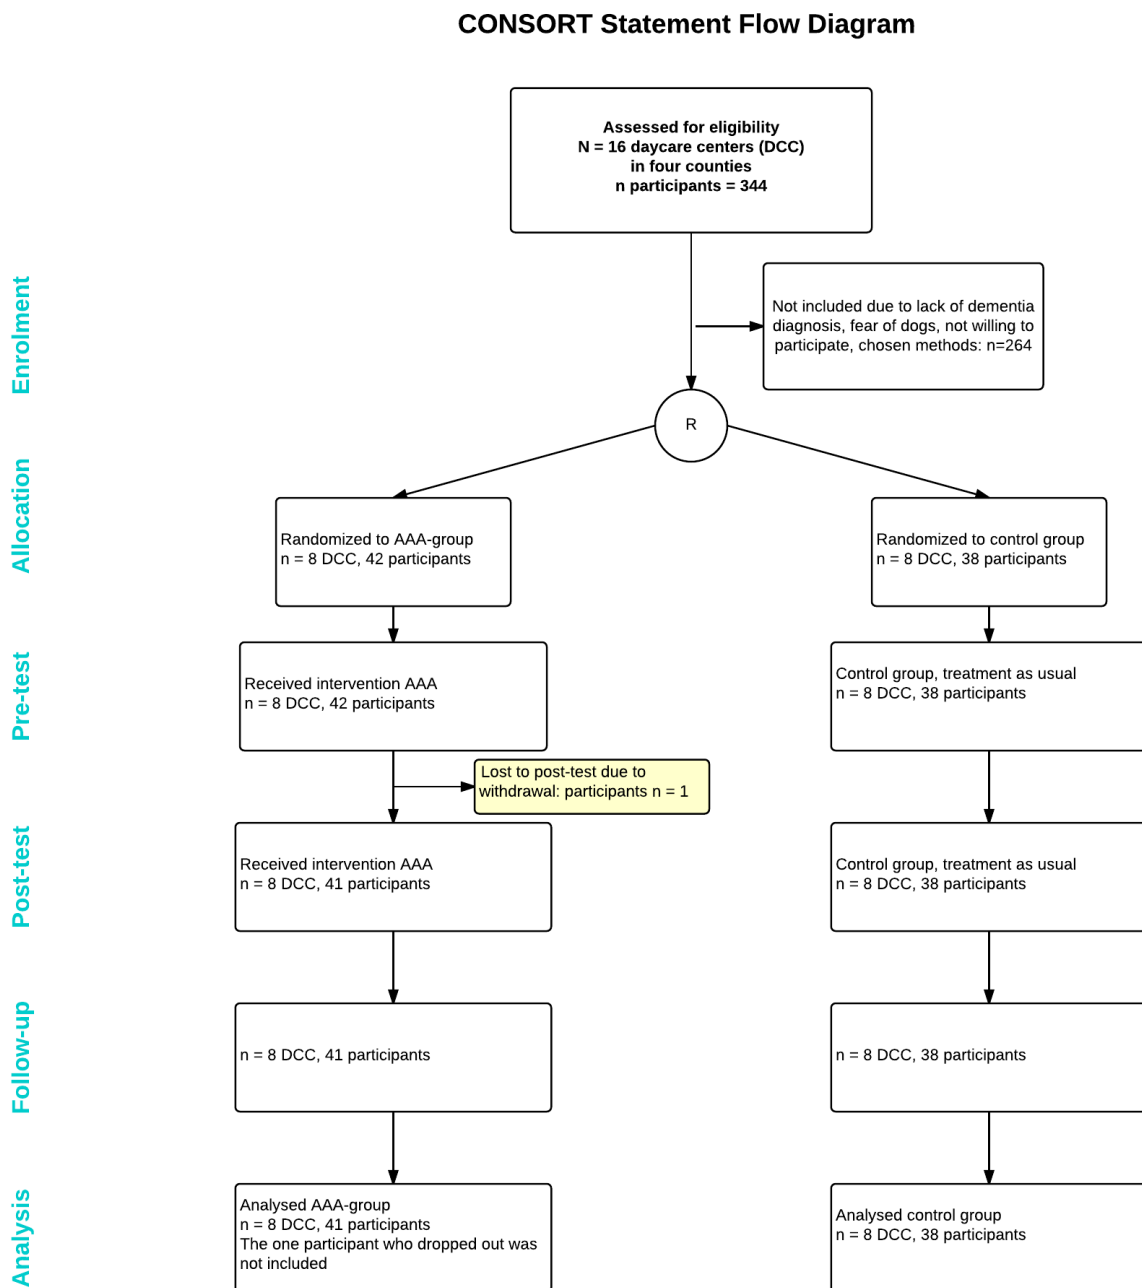 CONSORT Statement Flow Diagram
Assessed for eligibility
N = 16 daycare centers (DCC)
in four counties
n participants = 344
Enrolment
Not included due to lack of dementia
diagnosis, fear of dogs, not willing to
participate, chosen methods: n=264
R
Allocation
Randomized to AAA-group
n = 8 DCC, 42 participants
Randomized to control group
n = 8 DCC, 38 participants
Pre-test
Received intervention AAA
n = 8 DCC, 42 participants
Control group, treatment as usual
n = 8 DCC, 38 participants
Lost to post-test due to
withdrawal: participants n = 1
Post-test
Received intervention AAA
n = 8 DCC, 41 participants
Control group, treatment as usual
n = 8 DCC, 38 participants
Follow-up
n = 8 DCC, 41 participants
n = 8 DCC, 38 participants
Analysis
Analysed AAA-group
n = 8 DCC, 41 participants
The one participant who dropped out was
not included
Analysed control group
n = 8 DCC, 38 participants